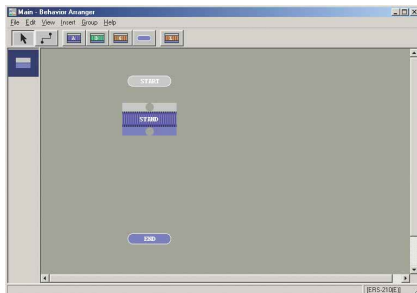 Main - Behavior Arranger
File Edit View Insert Group Help
A
START
STAND
END
[ERS-210(E)]